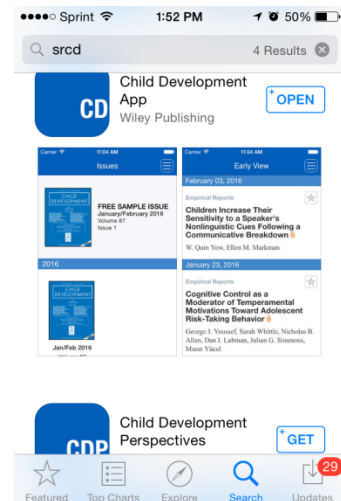 Sprint 1:52 PM 50%
srcd 4 Results
Child Development
App
Wiley Publishing
CD
+OPEN
Carrier 11:04 AM
Issues
FREE SAMPLE ISSUE
January/February 2016
Volume 87
Issue 1
CHILD
DEVELOPMENT
2016
CHILD
DEVELOPMENT
Jan/Feb 2016
Carrier 11:04 AM
Early View
February 03, 2016
Empirical Reports
Children Increase Their
Sensitivity to a Speaker's
Nonlinguistic Cues Following a
Communicative Breakdown
W. Quin Yow, Ellen M. Markman
January 23, 2016
Empirical Reports
Cognitive Control as a
Moderator of Temperamental
Motivations Toward Adolescent
Risk-Taking Behavior
George J. Youssef, Sarah Whittle, Nicholas B.
Allen, Dan I. Lubman, Julian G. Simmons,
Murat Yücel
Child Development
Perspectives
CDP
+GET
29
Featured Top Charts Explore Search Updates